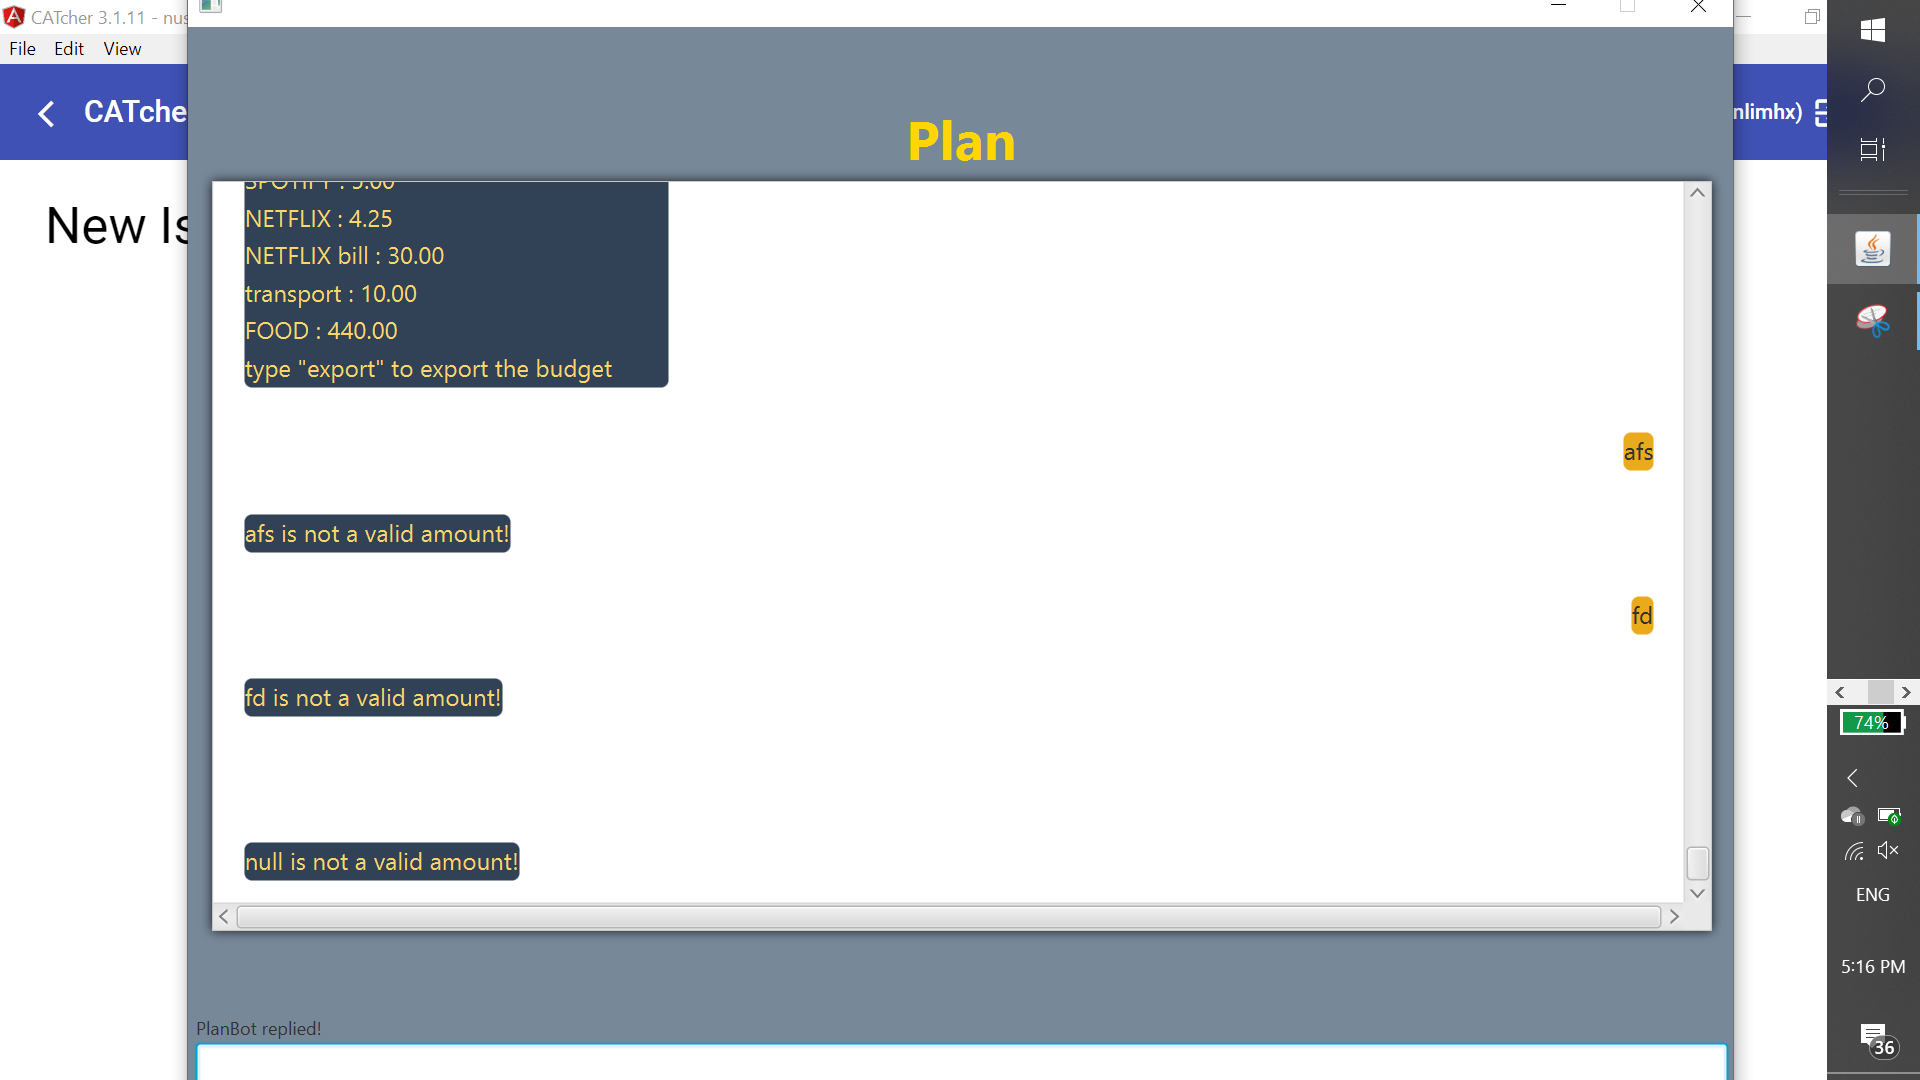 CATcher 3.1.11 - nus
File Edit View
CATche
nlimhx)
New Is
Plan
SPOTIFY : 5.00
NETFLIX : 4.25
NETFLIX bill : 30.00
transport : 10.00
FOOD : 440.00
type "export" to export the budget
afs
afs is not a valid amount!
fd
fd is not a valid amount!
null is not a valid amount!
PlanBot replied!
74%
ENG
5:16 PM
36